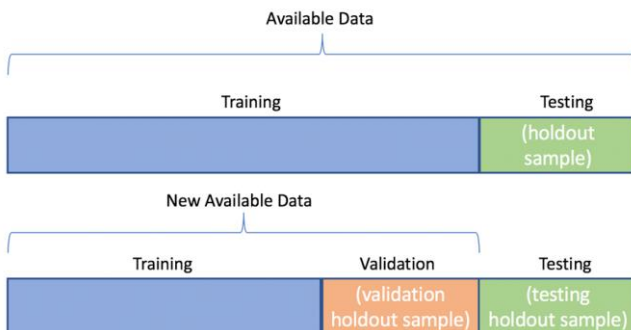 Available Data
Training
Testing
(holdout
sample)
New Available Data
Training
Validation
Testing
(validation
holdout sample)
(testing
holdout sample)